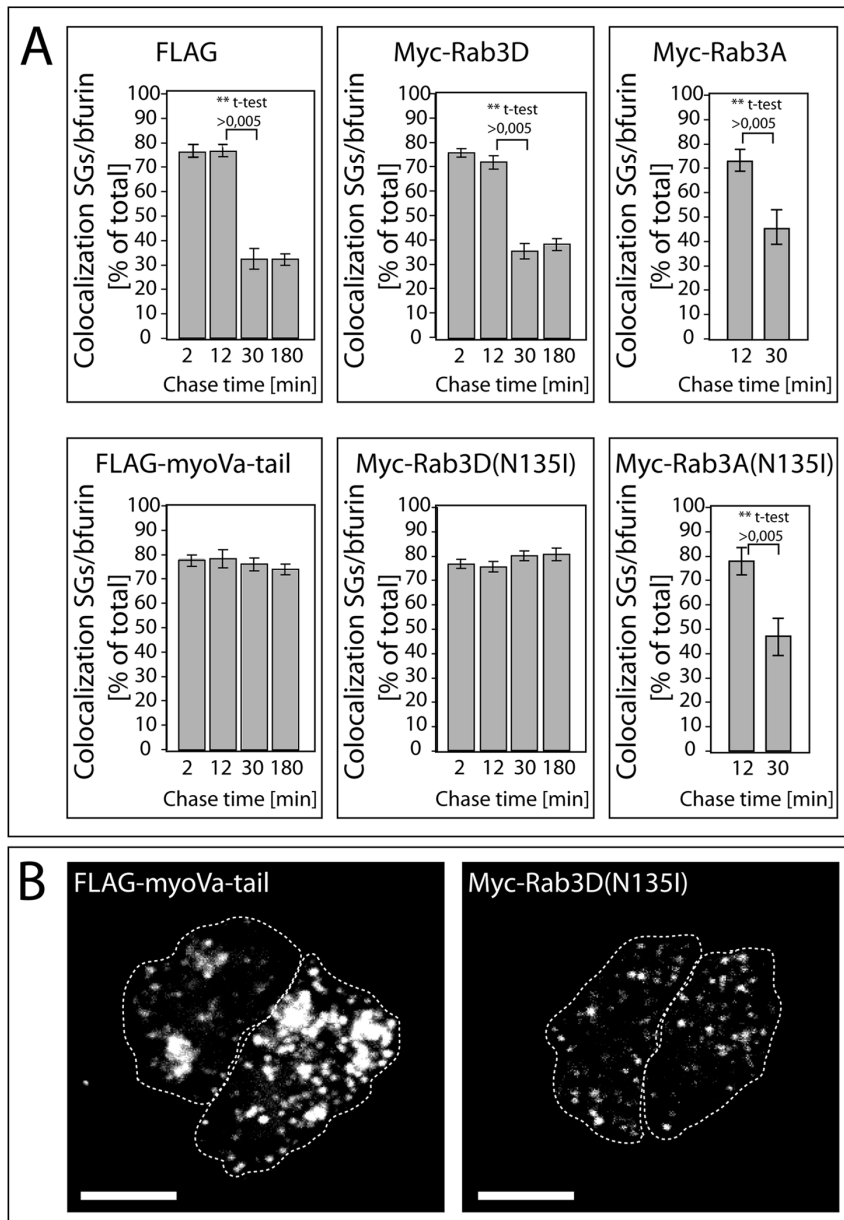 A
FLAG
Colocalization SGs/bfurin
[% of total]
100
90
80
70
60
50
40
30
20
10
0
** t-test
>0,005
2 12 30 180
Chase time [min]
Myc-Rab3D
Colocalization SGs/bfurin
[% of total]
100
90
80
70
60
50
40
30
20
10
0
** t-test
>0,005
2 12 30 180
Chase time [min]
Myc-Rab3A
Colocalization SGs/bfurin
[% of total]
100
90
80
70
60
50
40
30
20
10
0
** t-test
>0,005
12 30
Chase time [min]
FLAG-myoVa-tail
Colocalization SGs/bfurin
[% of total]
100
90
80
70
60
50
40
30
20
10
0
2 12 30 180
Chase time [min]
Myc-Rab3D(N135I)
Colocalization SGs/bfurin
[% of total]
100
90
80
70
60
50
40
30
20
10
0
2 12 30 180
Chase time [min]
Myc-Rab3A(N135I)
Colocalization SGs/bfurin
[% of total]
100
90
80
70
60
50
40
30
20
10
0
** t-test
>0,005
12 30
Chase time [min]
B
FLAG-myoVa-tail
Myc-Rab3D(N135I)